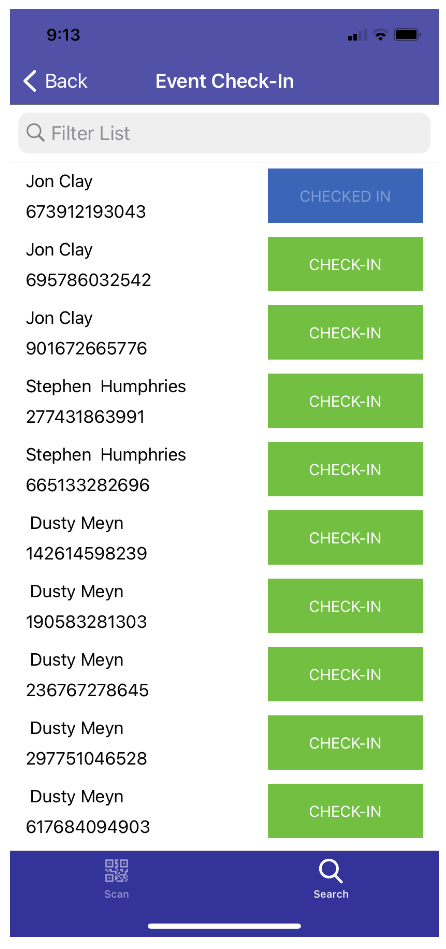 9:13
Back Event Check-In
Filter List
Jon Clay
673912193043
CHECKED IN
Jon Clay
695786032542
CHECK-IN
Jon Clay
901672665776
CHECK-IN
Stephen  Humphries
277431863991
CHECK-IN
Stephen  Humphries
665133282696
CHECK-IN
Dusty Meyn
142614598239
CHECK-IN
Dusty Meyn
190583281303
CHECK-IN
Dusty Meyn
236767278645
CHECK-IN
Dusty Meyn
297751046528
CHECK-IN
Dusty Meyn
617684094903
CHECK-IN
Scan Search